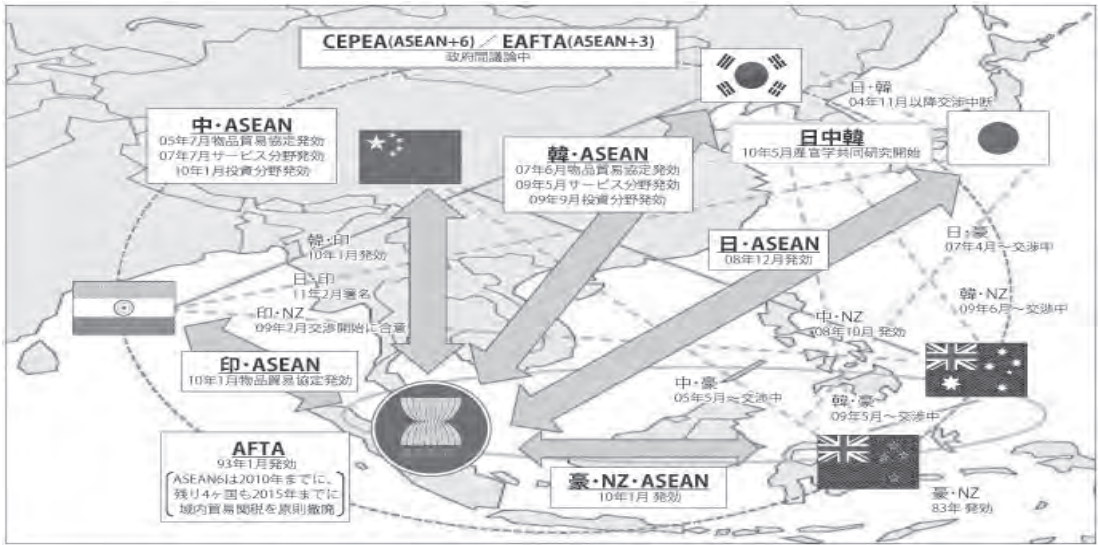 CEPEA(ASEAN+6)／EAFTA(ASEAN+3)
政府間議論中
日・韓
04年11月以降交渉中断
中・ASEAN
05年7月物品貿易協定発効
07年7月サービス分野発効
10年1月投資分野発効
韓・ASEAN
07年6月物品貿易協定発効
09年5月サービス分野発効
09年9月投資分野発効
日中韓
10年5月産官学共同研究開始
日・ASEAN
08年12月発効
日・豪
07年4月～交渉中
韓・印
10年1月発効
日・印
11年2月署名
印・NZ
09年2月交渉開始に合意
韓・NZ
09年6月～交渉中
中・NZ
08年10月 発効
印・ASEAN
10年1月物品貿易協定発効
中・豪
05年5月～交渉中
韓・豪
09年5月～交渉中
AFTA
93年1月発効
ASEAN6は2010年までに、
残り4ヶ国も2015年までに
域内貿易関税を原則撤廃
豪・NZ・ASEAN
10年1月 発効
豪・NZ
83年 発効